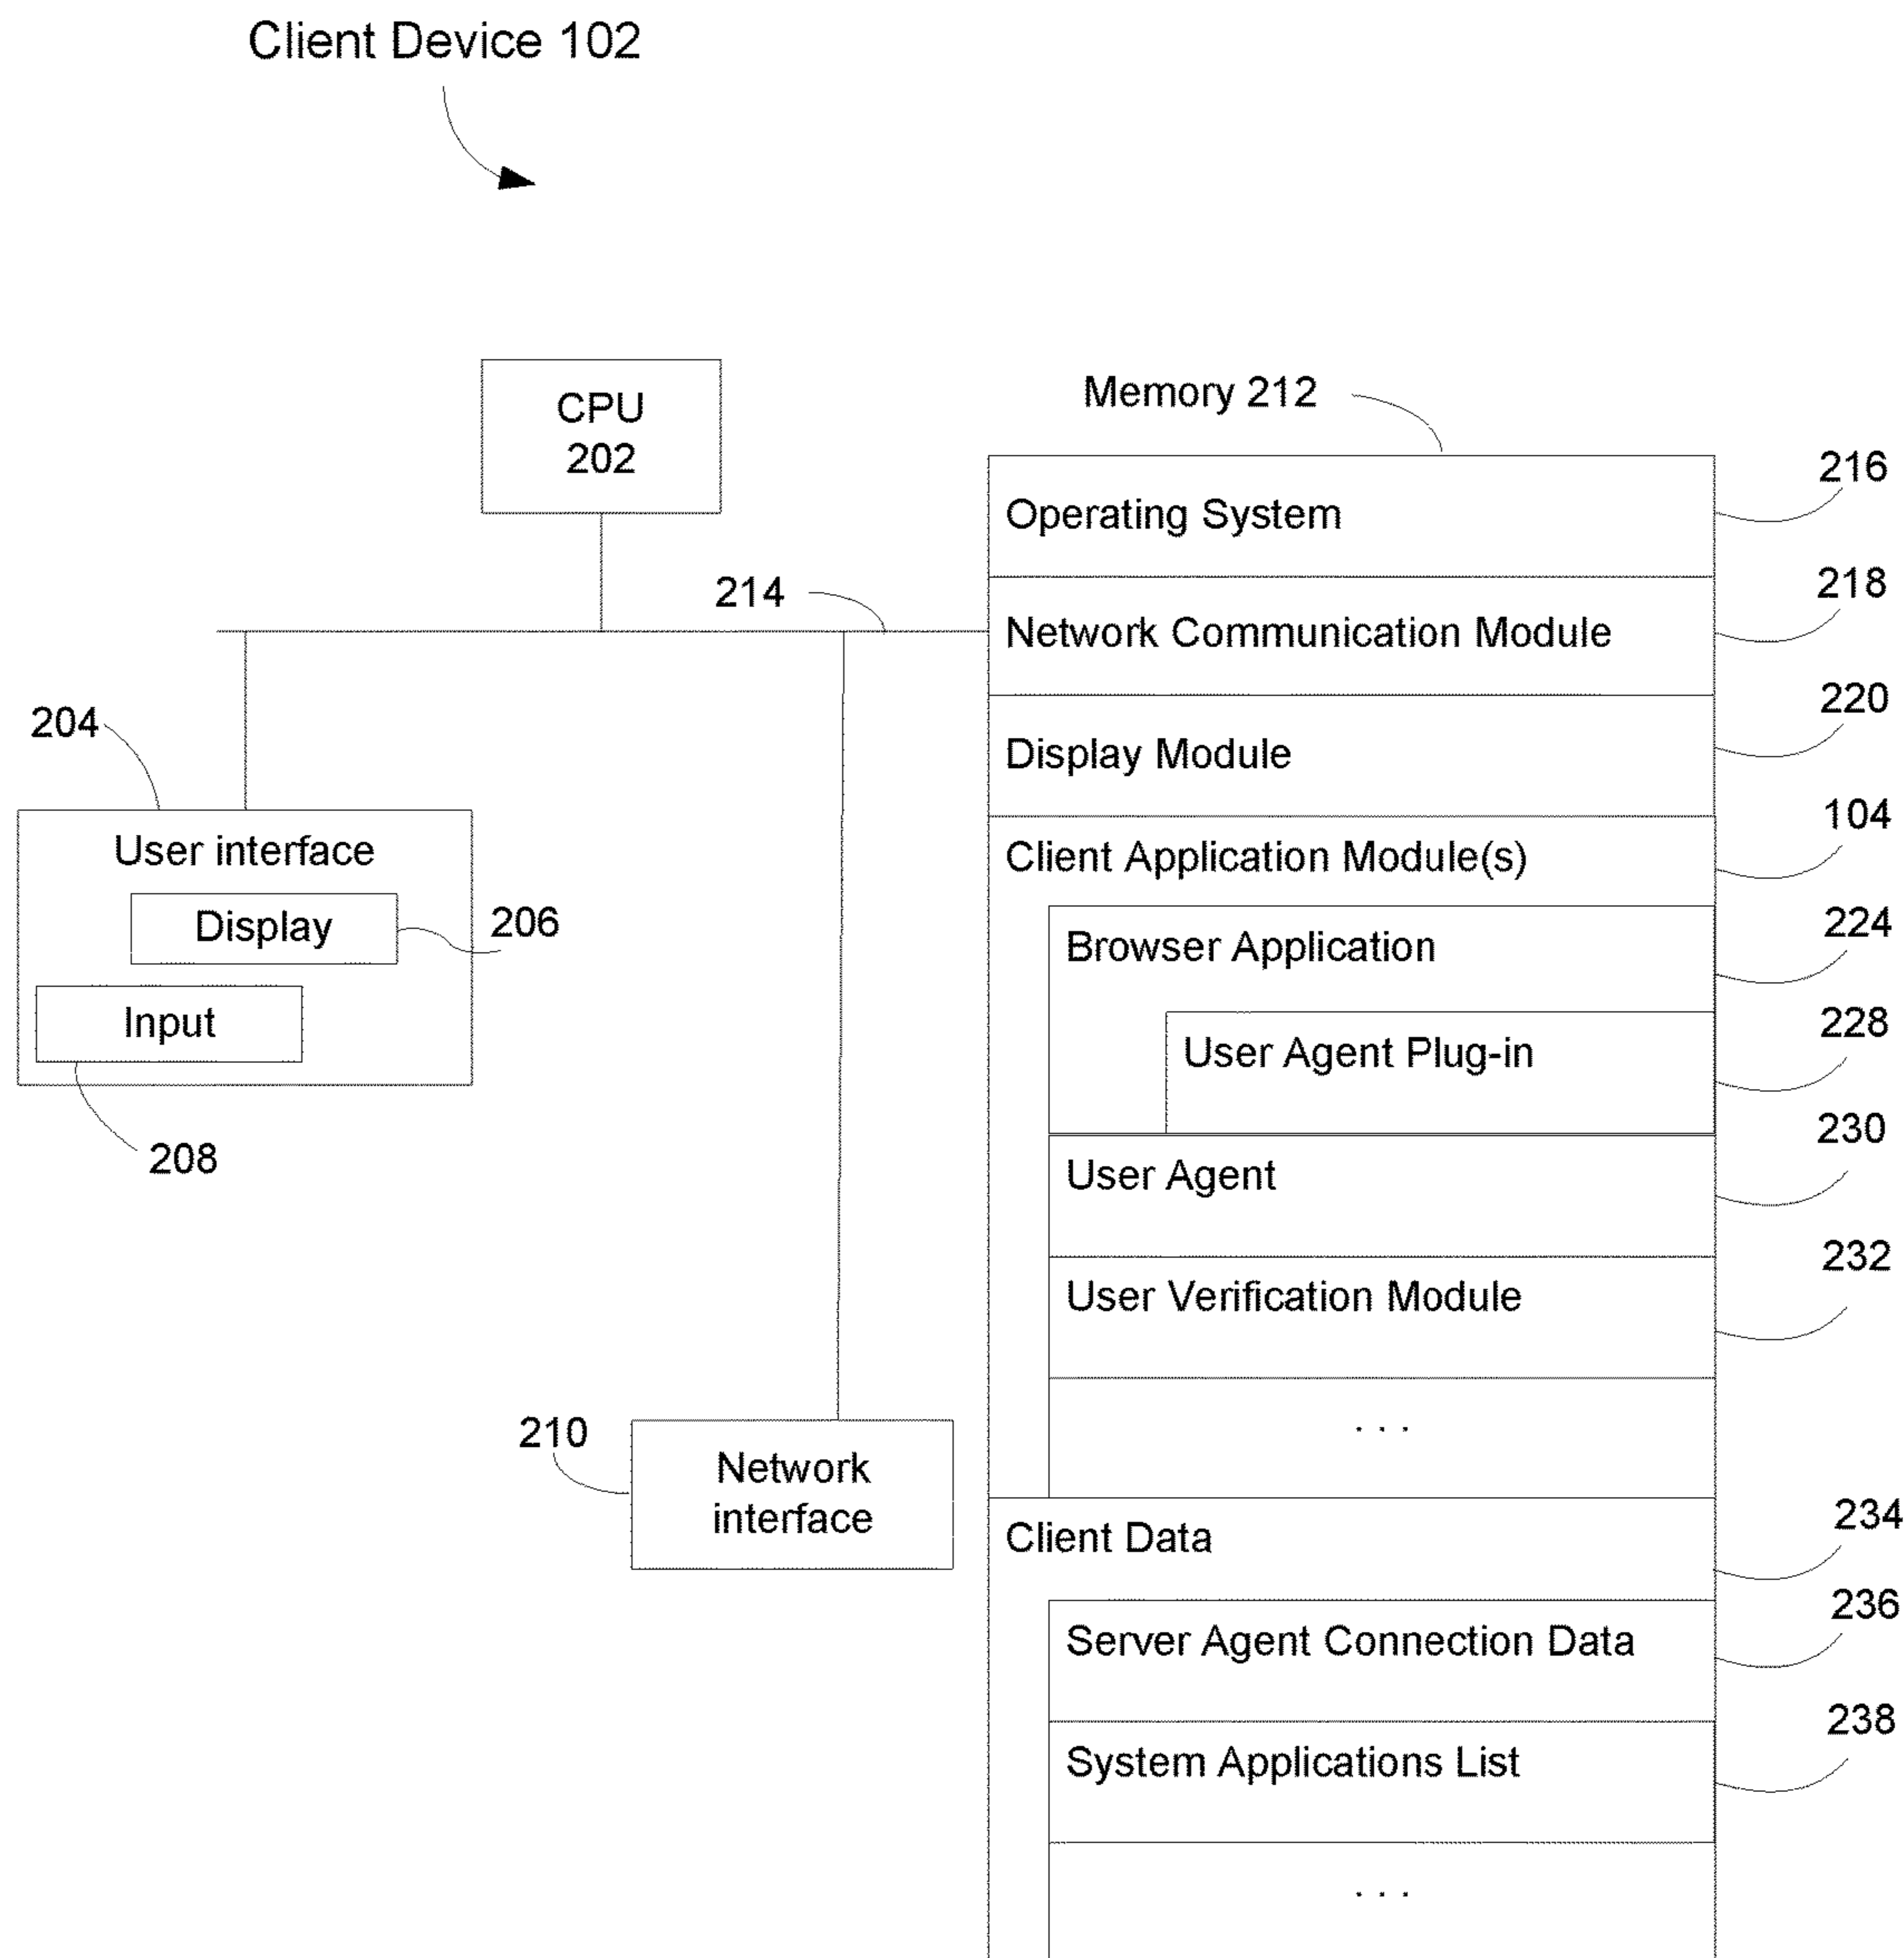 Client Device 102
CPU
202
Memory 212
216
Operating System
214
218
Network Communication Module
204
220
Display Module
User interface
104
Client Application Module(s)
Display
206
224
Browser Application
Input
228
User Agent Plug-in
208
230
User Agent
232
User Verification Module
. . .
210
Network
interface
234
Client Data
236
Server Agent Connection Data
238
System Applications List
. . .